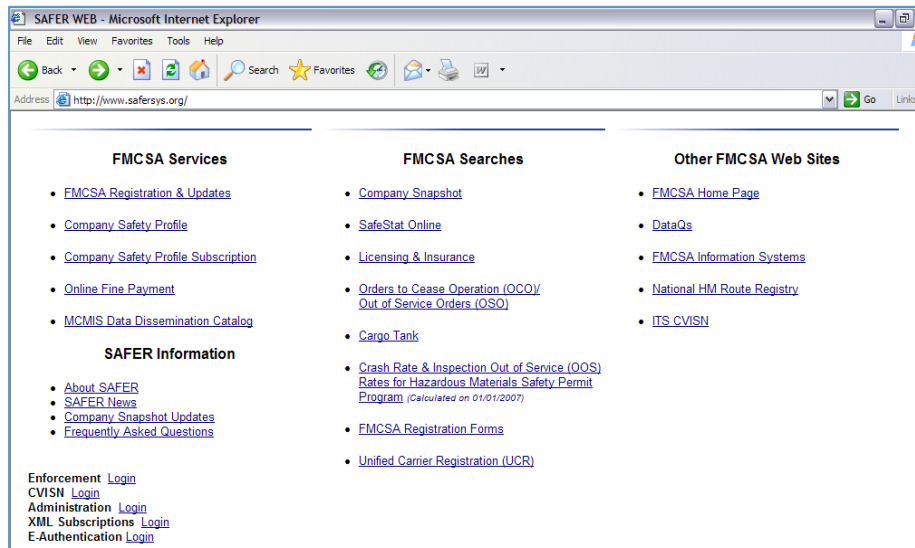 SAFER WEB - Microsoft Internet Explorer
File Edit View Favorites Tools Help
Back Search Favorites
Address http://www.safersys.org/ Go Links
FMCSA Services
• FMCSA Registration & Updates
• Company Safety Profile
• Company Safety Profile Subscription
• Online Fine Payment
• MCMIS Data Dissemination Catalog
SAFER Information
• About SAFER
• SAFER News
• Company Snapshot Updates
• Frequently Asked Questions
Enforcement Login
CVISN Login
Administration Login
XML Subscriptions Login
E-Authentication Login
FMCSA Searches
• Company Snapshot
• SafeStat Online
• Licensing & Insurance
• Orders to Cease Operation (OCO)/
Out of Service Orders (OSO)
• Cargo Tank
• Crash Rate & Inspection Out of Service (OOS)
Rates for Hazardous Materials Safety Permit
Program (Calculated on 01/01/2007)
• FMCSA Registration Forms
• Unified Carrier Registration (UCR)
Other FMCSA Web Sites
• FMCSA Home Page
• DataQs
• FMCSA Information Systems
• National HM Route Registry
• ITS CVISN